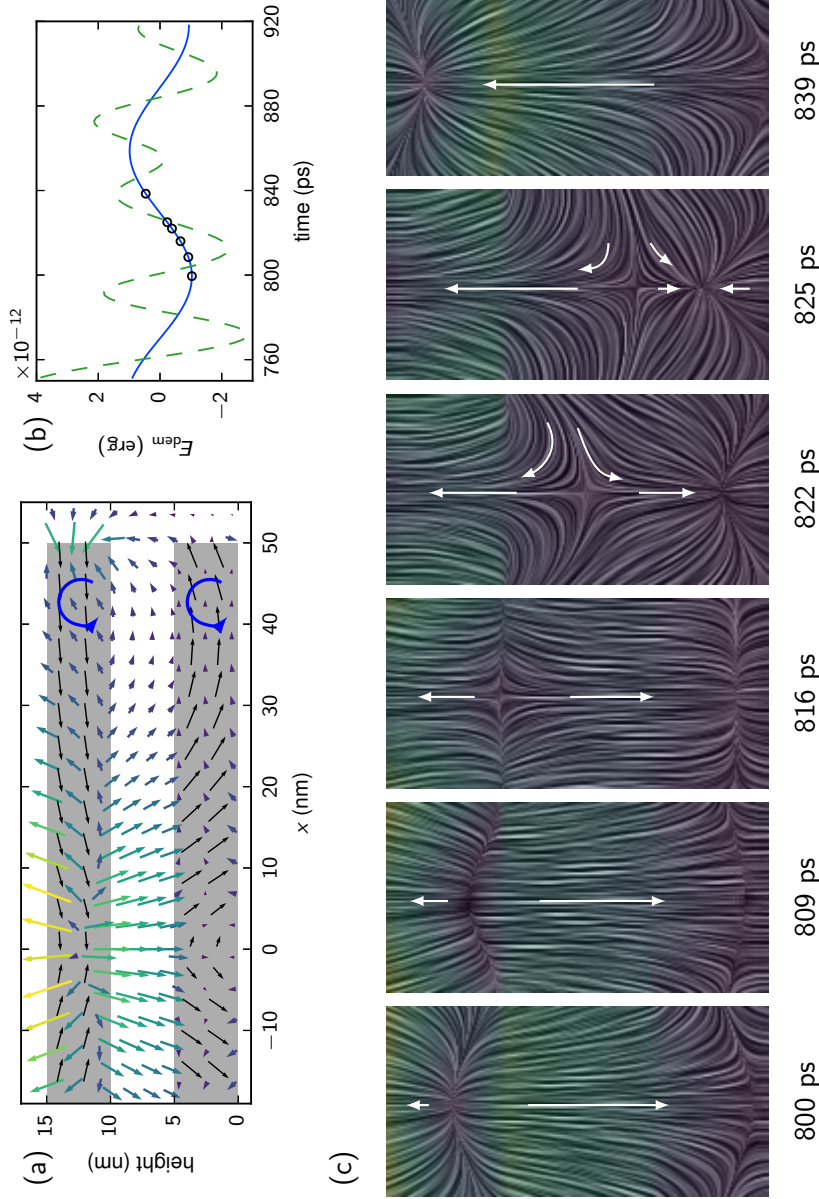 (a)
height (nm)
15
10
5
0
−10
0
10
20
30
40
50
x (nm)
(b)
×10−12
E_dem (erg)
4
2
0
−2
760
800
840
880
920
time (ps)
(c)
800 ps
809 ps
816 ps
822 ps
825 ps
839 ps